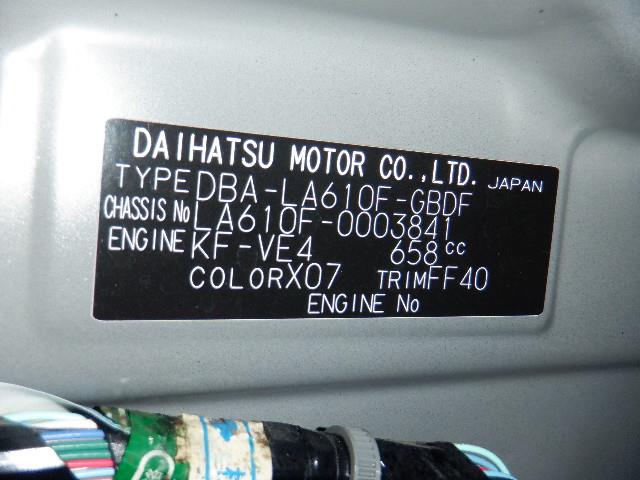 DAIHATSU MOTOR CO.,LTD. JAPAN
TYPE DBA-LA610F-GBDF
CHASSIS No LA610F-0003841
ENGINE KF-VE4 658cc
COLOR X07 TRIM FF40
ENGINE No